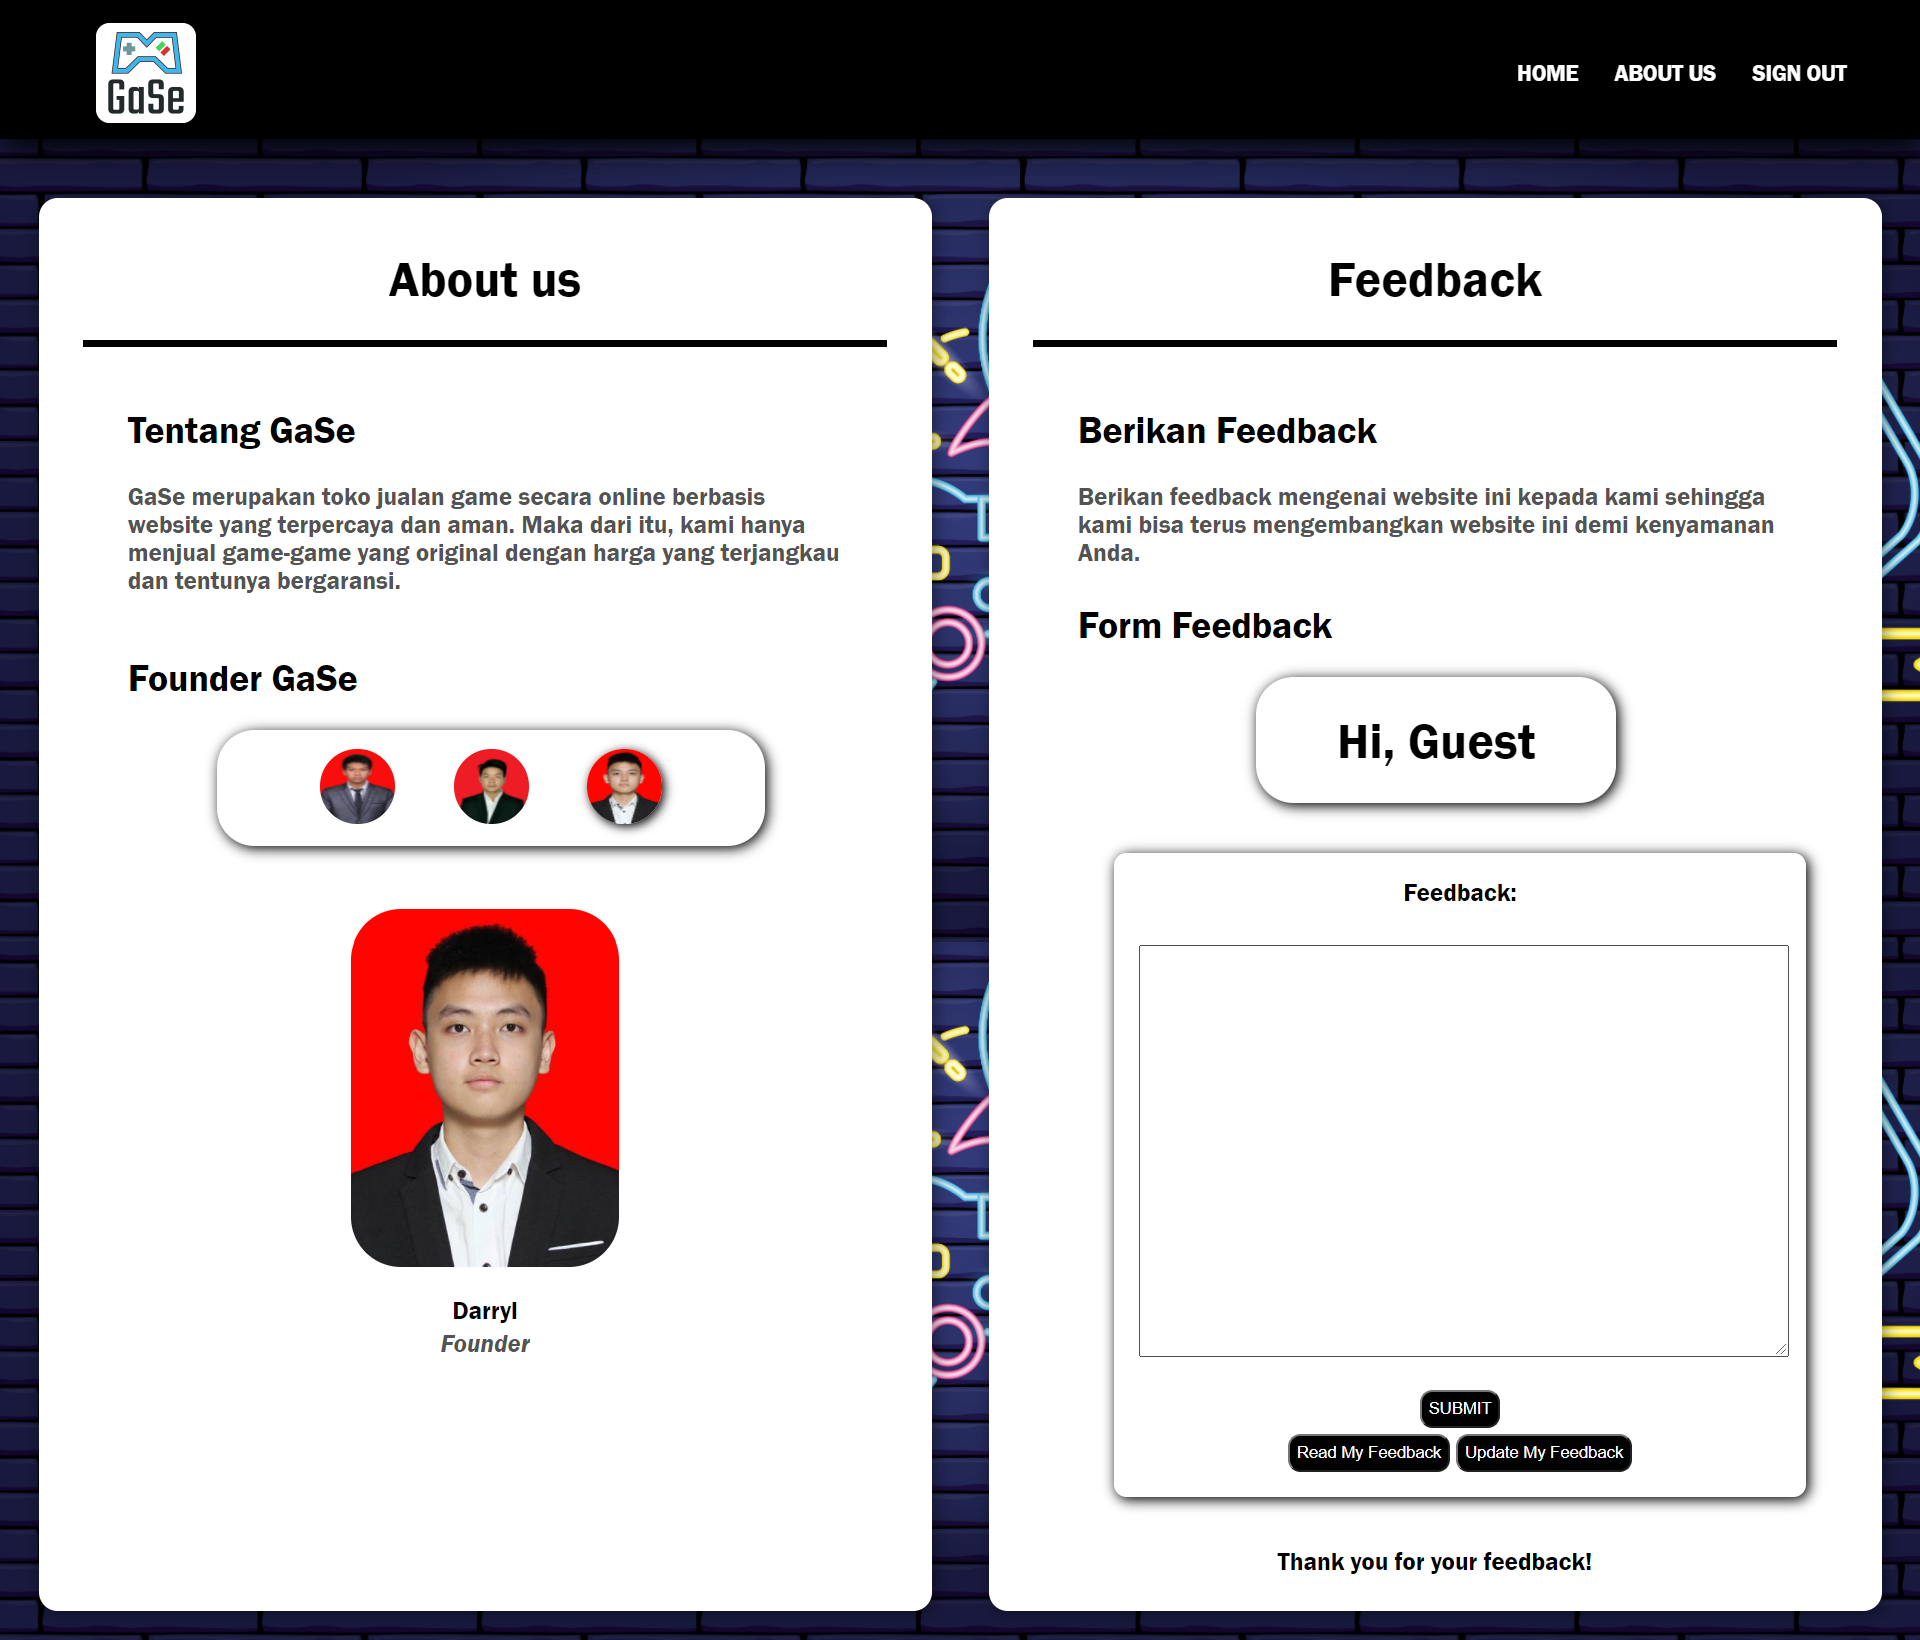 GaSe
HOME ABOUT US SIGN OUT
About us
Tentang GaSe
GaSe merupakan toko jualan game secara online berbasis
website yang terpercaya dan aman. Maka dari itu, kami hanya
menjual game-game yang original dengan harga yang terjangkau
dan tentunya bergaransi.
Founder GaSe
Darryl
Founder
Feedback
Berikan Feedback
Berikan feedback mengenai website ini kepada kami sehingga
kami bisa terus mengembangkan website ini demi kenyamanan
Anda.
Form Feedback
Hi, Guest
Feedback:
SUBMIT
Read My Feedback Update My Feedback
Thank you for your feedback!